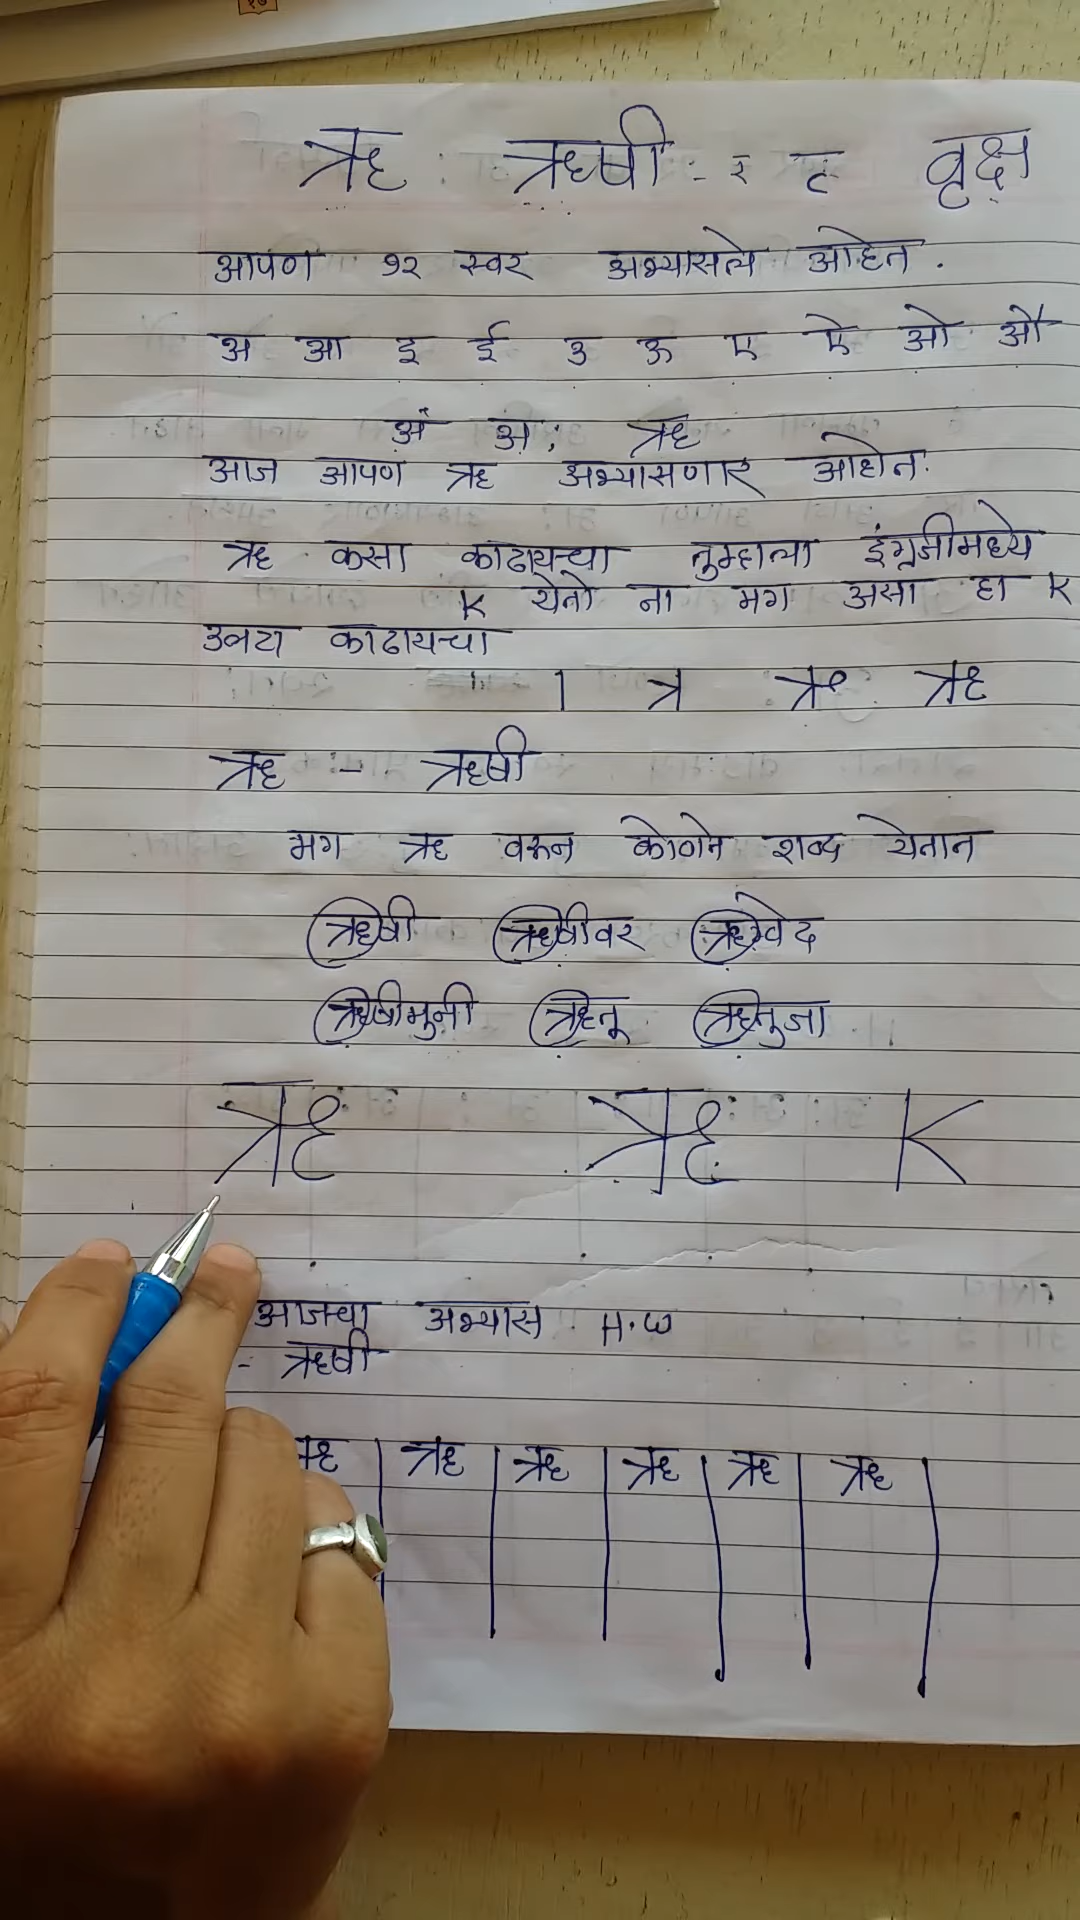 १७
ऋ : ऋषी :- र ट वृक्ष
आपण १२ स्वर अभ्यासले आहेत.
अ आ इ ई उ ऊ ए ऐ ओ औ
अं अः ऋ
आज आपण ऋ अभ्यासणार आहोत.
ऋ कसा काढायचा तुम्हाला इंग्रजीमध्ये
K येतो ना मग असा हा K
उलटा काढायचा
। त्र ऋ ऋ
ऋ - ऋषी
मग ऋ वरून कोणते शब्द येतात
ऋषी ऋषीवर ऋग्वेद
ऋषीमुनी ऋतू ऋतुजा
ऋ ऋ K
आजचा अभ्यास H.W
- ऋषी
ऋ ऋ ऋ ऋ ऋ ऋ